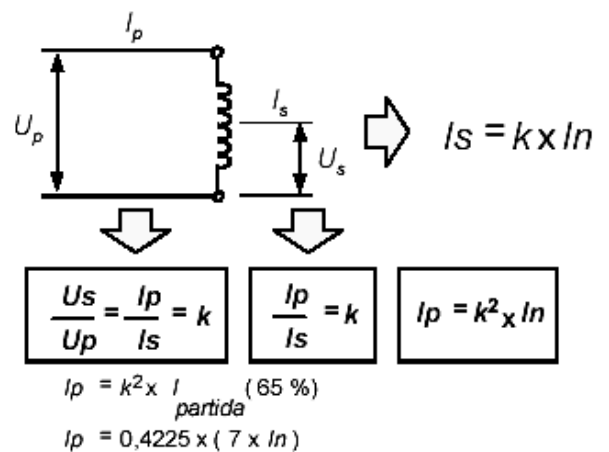 Ip
Up
Is
Us
Is = k x In
Us/Up = Ip/Is = k
Ip/Is = k
Ip = k² x In
Ip = k² x I partida (65 %)
Ip = 0,4225 x ( 7 x In )